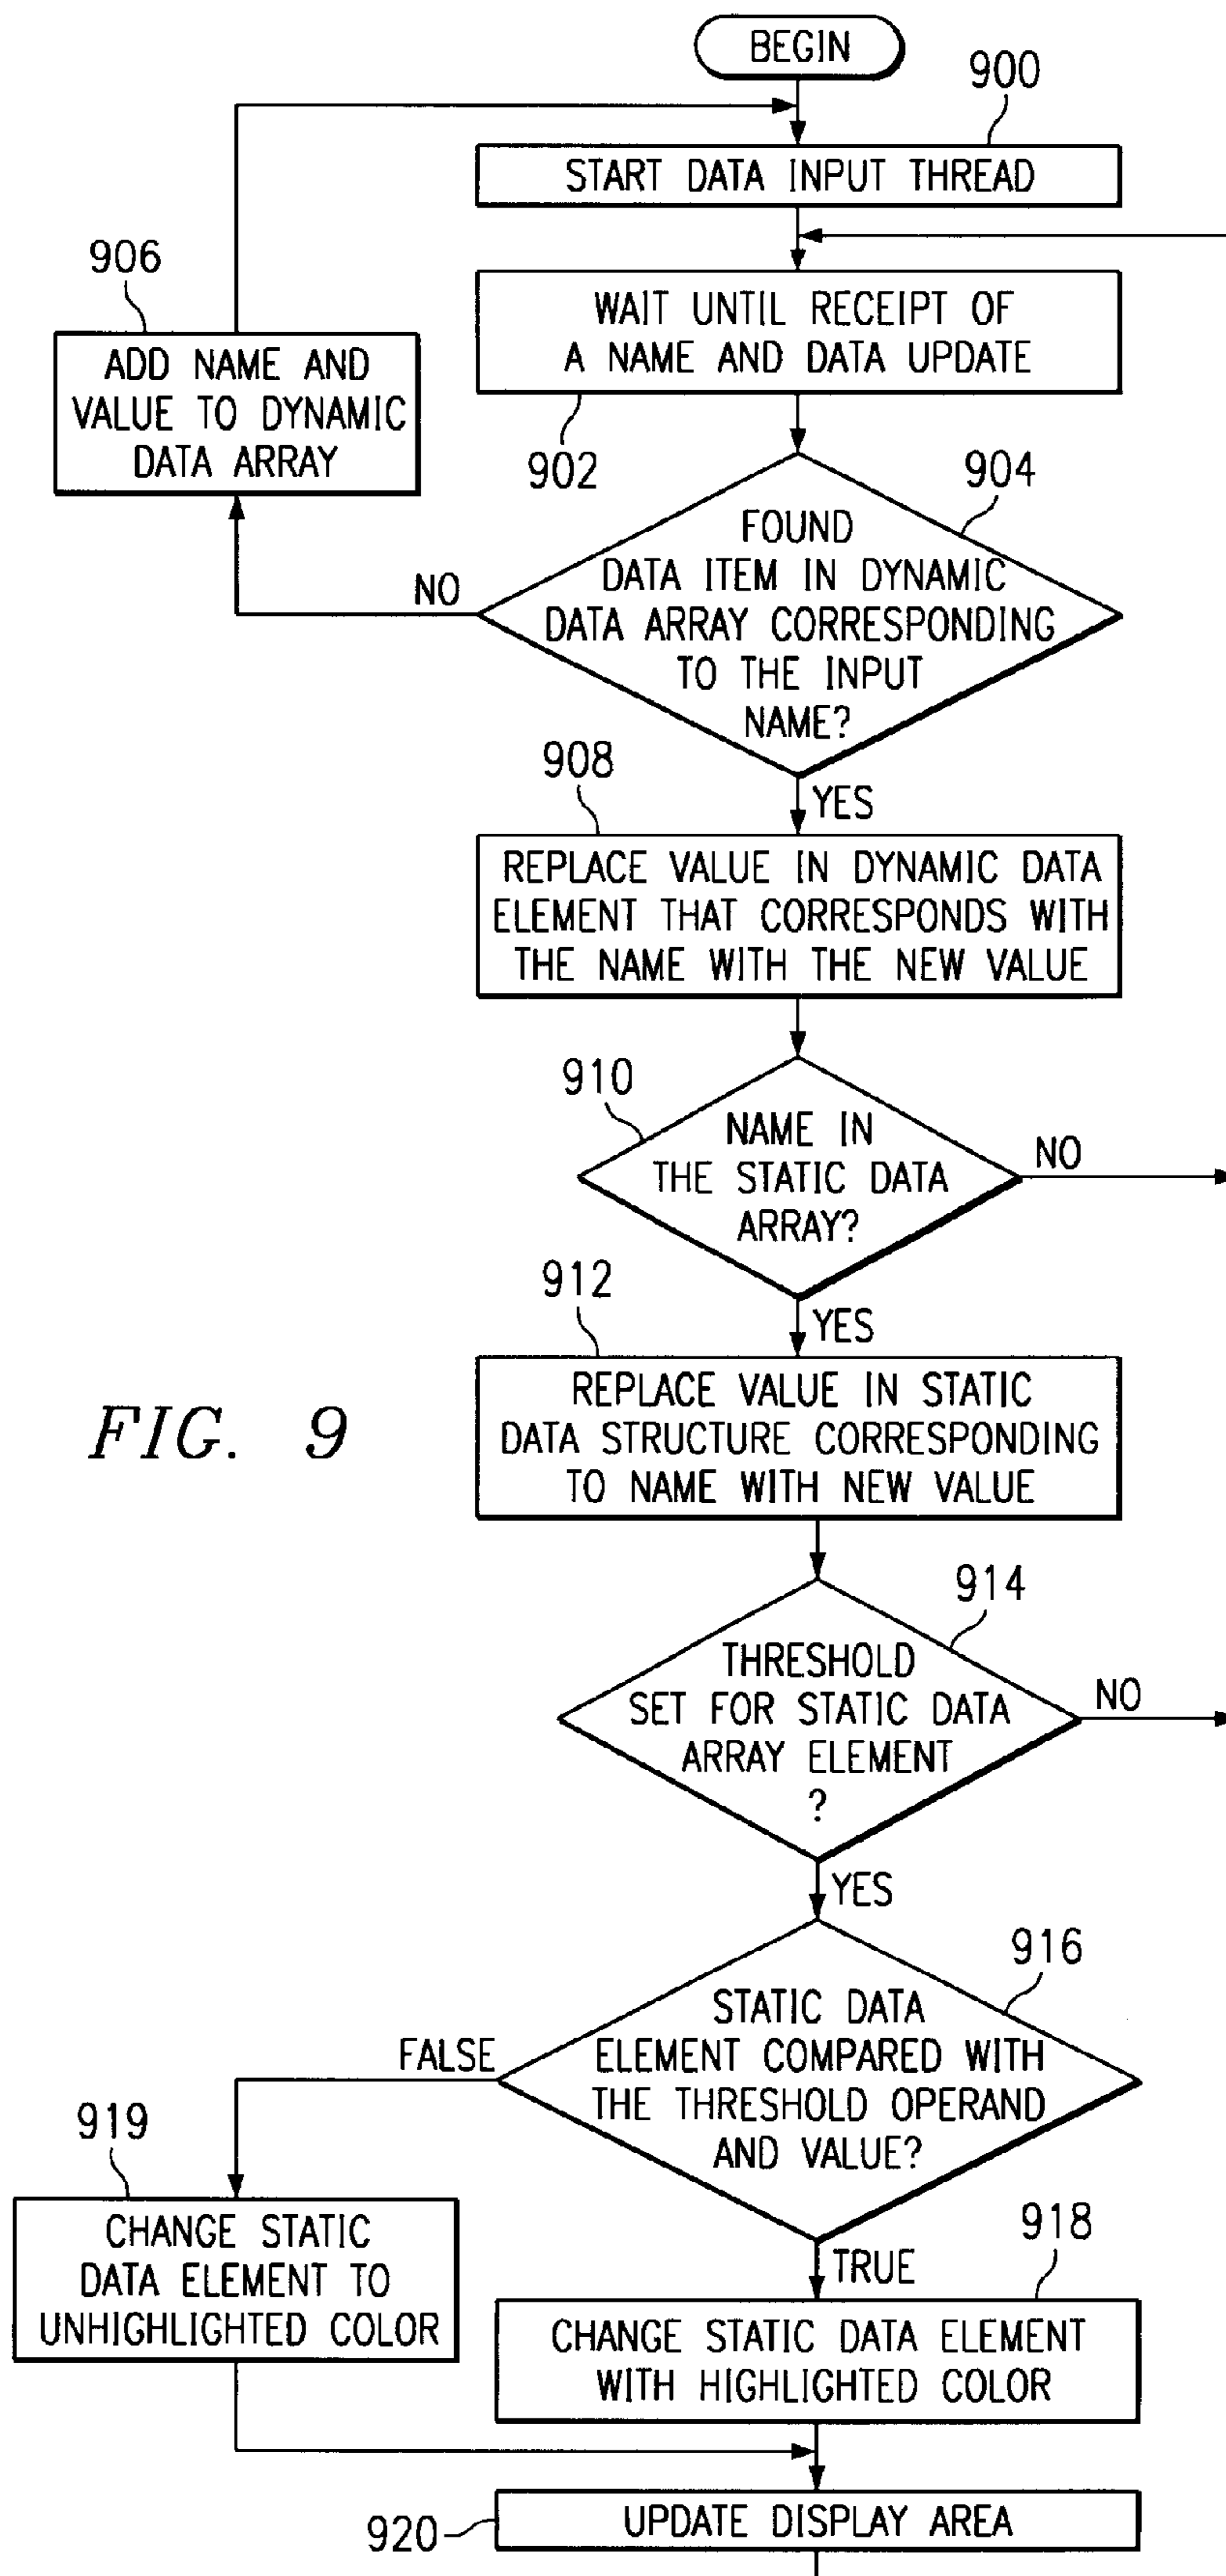 BEGIN
900
START DATA INPUT THREAD
906
WAIT UNTIL RECEIPT OF
A NAME AND DATA UPDATE
ADD NAME AND
VALUE TO DYNAMIC
DATA ARRAY
902
904
FOUND
DATA ITEM IN DYNAMIC
DATA ARRAY CORRESPONDING
TO THE INPUT
NAME?
NO
YES
908
REPLACE VALUE IN DYNAMIC DATA
ELEMENT THAT CORRESPONDS WITH
THE NAME WITH THE NEW VALUE
910
NAME IN
THE STATIC DATA
ARRAY?
NO
YES
912
REPLACE VALUE IN STATIC
DATA STRUCTURE CORRESPONDING
TO NAME WITH NEW VALUE
FIG. 9
914
THRESHOLD
SET FOR STATIC DATA
ARRAY ELEMENT
?
NO
YES
916
STATIC DATA
ELEMENT COMPARED WITH
THE THRESHOLD OPERAND
AND VALUE?
FALSE
TRUE
919
CHANGE STATIC
DATA ELEMENT TO
UNHIGHLIGHTED COLOR
918
CHANGE STATIC DATA ELEMENT
WITH HIGHLIGHTED COLOR
920
UPDATE DISPLAY AREA